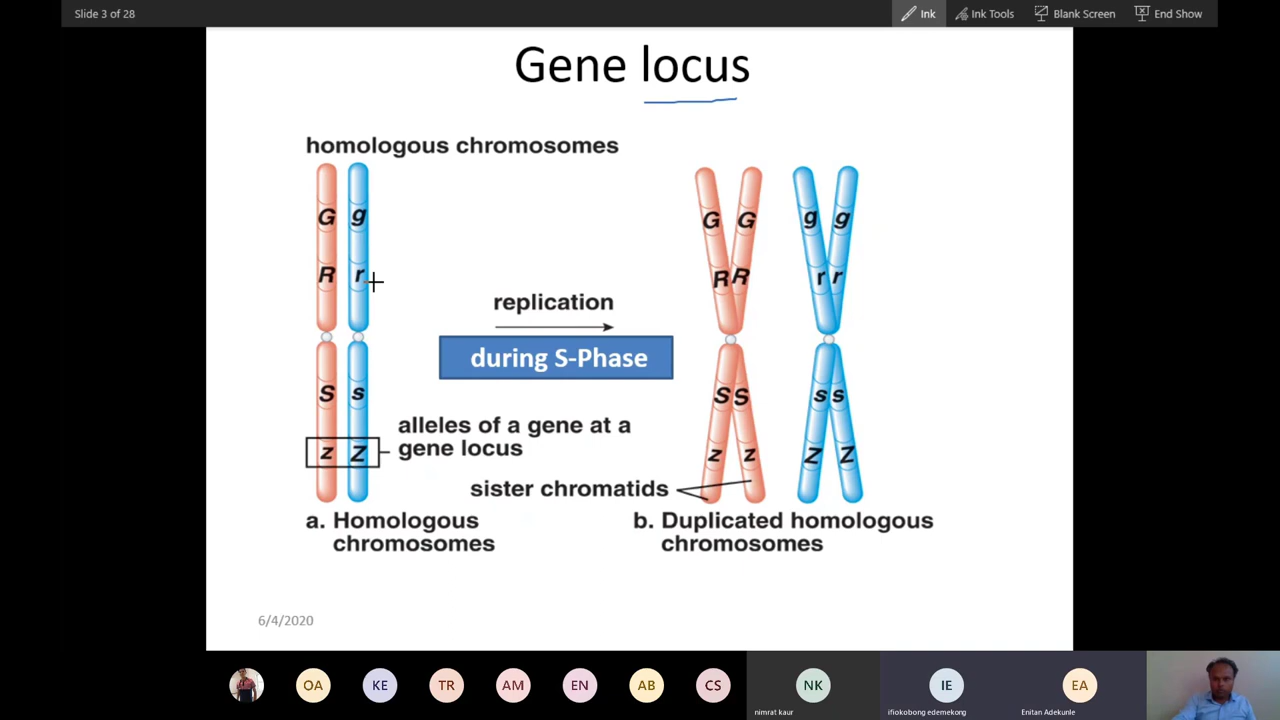 Slide 3 of 28
Ink
Ink Tools
Blank Screen
End Show
Gene locus
homologous chromosomes
G g
R r
S s
z Z
replication
during S-Phase
alleles of a gene at a
gene locus
sister chromatids
G G g g
R R r r
S S s s
z z Z Z
a. Homologous
chromosomes
b. Duplicated homologous
chromosomes
6/4/2020
OA
KE
TR
AM
EN
AB
CS
NK
IE
EA
nimrat kaur
ifiokobong edemekong
Enitan Adekunle